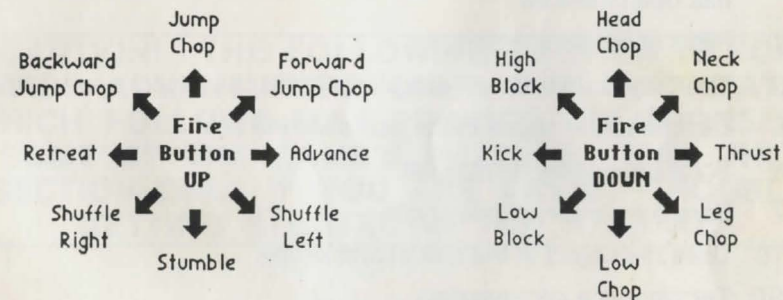 Jump
Chop
Backward
Jump Chop
Forward
Jump Chop
Fire
Button
UP
Retreat
Advance
Shuffle
Right
Shuffle
Left
Stumble
Head
Chop
High
Block
Neck
Chop
Fire
Button
DOWN
Kick
Thrust
Low
Block
Leg
Chop
Low
Chop